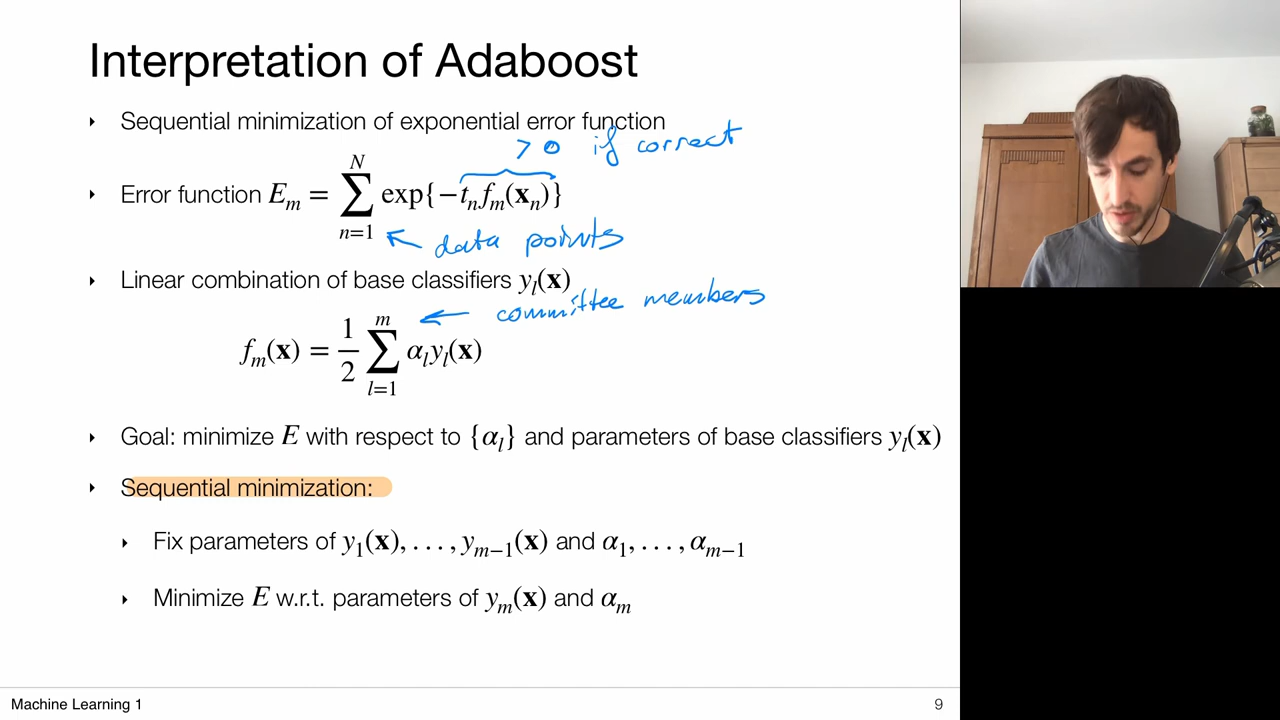 Interpretation of Adaboost
‣ Sequential minimization of exponential error function
> 0 if correct
‣ Error function E_m = \sum_{n=1}^{N} exp{−t_n f_m(𝐱_n)}
← data points
‣ Linear combination of base classifiers y_l(𝐱)
← committee members
f_m(𝐱) = \frac{1}{2} \sum_{l=1}^{m} α_l y_l(𝐱)
‣ Goal: minimize E with respect to {α_l} and parameters of base classifiers y_l(𝐱)
‣ Sequential minimization:
‣ Fix parameters of y_1(𝐱), . . . , y_{m−1}(𝐱) and α_1, . . . , α_{m−1}
‣ Minimize E w.r.t. parameters of y_m(𝐱) and α_m
Machine Learning 1
9